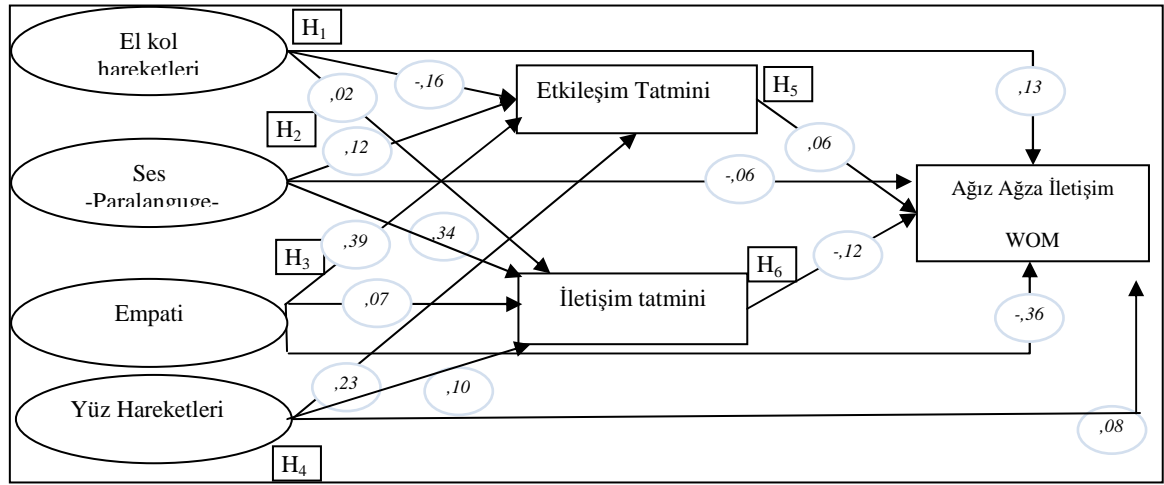 H1
El kol
hareketleri
-,16
,02
Etkileşim Tatmini
H5
,13
H2
,12
,06
Ses
-Paralanguge-
-,06
Ağız Ağza İletişim
WOM
,39
,34
H3
-,12
H6
İletişim tatmini
,07
Empati
-,36
,23
,10
Yüz Hareketleri
,08
H4